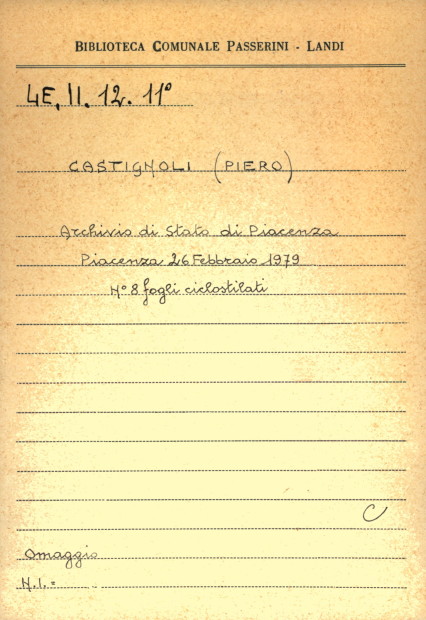 BIBLIOTECA COMUNALE PASSERINI - LANDI
4E, II. 12. 11°
CASTIGNOLI (PIERO)
Archivio di Stato di Piacenza
Piacenza 26 Febbraio 1979
N° 8 fogli ciclostilati
C
Omaggio
N.I. =